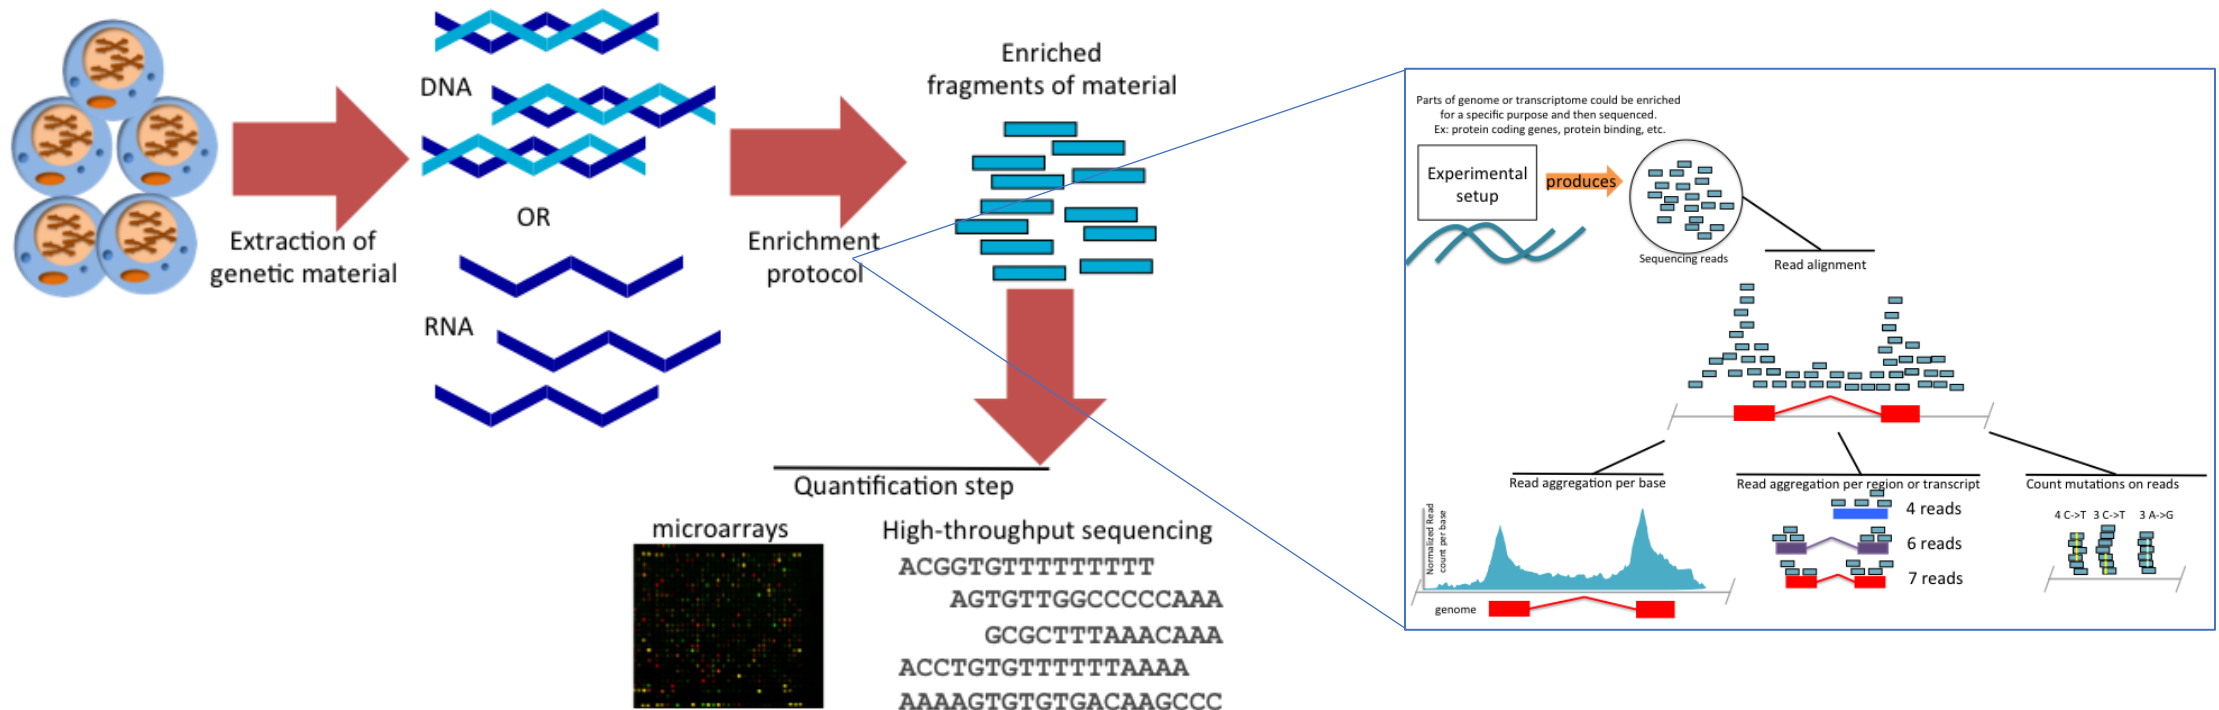 Extraction of
genetic material
DNA
OR
RNA
Enrichment
protocol
Enriched
fragments of material
Quantification step
microarrays
High-throughput sequencing
ACGGTGTTTTTTTTT
AGTGTTGGCCCCCAAA
GCGCTTTAAACAAA
ACCTGTGTTTTTTAAAA
AAAAGTGTGTGACAAGCCC
Parts of genome or transcriptome could be enriched
for a specific purpose and then sequenced.
Ex: protein coding genes, protein binding, etc.
Experimental
setup
produces
Sequencing reads
Read alignment
Read aggregation per base
Normalized Read
count per base
genome
Read aggregation per region or transcript
4 reads
6 reads
7 reads
Count mutations on reads
4 C->T 3 C->T 3 A->G